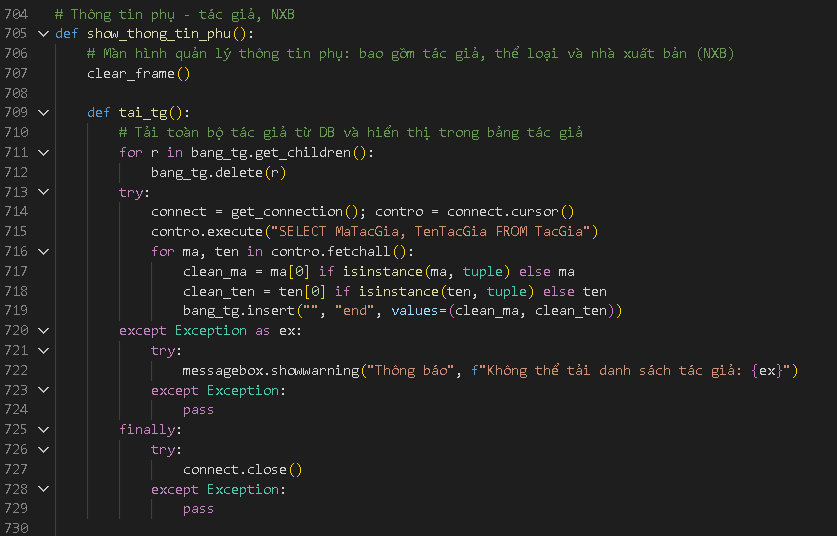 704 # Thông tin phụ - tác giả, NXB
705 def show_thong_tin_phu():
706     # Màn hình quản lý thông tin phụ: bao gồm tác giả, thể loại và nhà xuất bản (NXB)
707     clear_frame()
708
709     def tai_tg():
710         # Tải toàn bộ tác giả từ DB và hiển thị trong bảng tác giả
711         for r in bang_tg.get_children():
712             bang_tg.delete(r)
713         try:
714             connect = get_connection(); contro = connect.cursor()
715             contro.execute("SELECT MaTacGia, TenTacGia FROM TacGia")
716             for ma, ten in contro.fetchall():
717                 clean_ma = ma[0] if isinstance(ma, tuple) else ma
718                 clean_ten = ten[0] if isinstance(ten, tuple) else ten
719                 bang_tg.insert("", "end", values=(clean_ma, clean_ten))
720         except Exception as ex:
721             try:
722                 messagebox.showwarning("Thông báo", f"Không thể tải danh sách tác giả: {ex}")
723             except Exception:
724                 pass
725         finally:
726             try:
727                 connect.close()
728             except Exception:
729                 pass
730